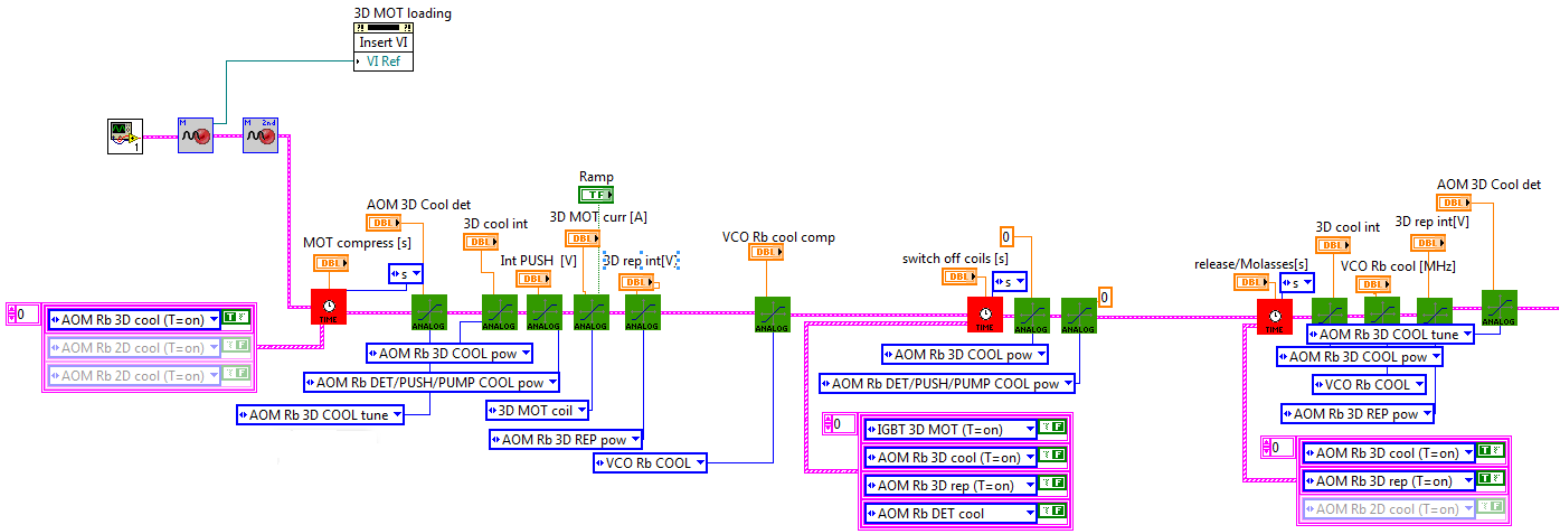 3D MOT loading
Insert VI
VI Ref
1
M
M 2nd
Ramp
TF
AOM 3D Cool det
DBL
3D cool int
DBL
3D MOT curr [A]
DBL
MOT compress [s]
DBL
Int PUSH [V]
DBL
3D rep int[V]
DBL
VCO Rb cool comp
DBL
switch off coils [s]
DBL
0
0
release/Molasses[s]
DBL
3D cool int
DBL
3D rep int[V]
DBL
AOM 3D Cool det
DBL
VCO Rb cool [MHz]
DBL
s
s
s
TIME
ANALOG
ANALOG
ANALOG
ANALOG
ANALOG
ANALOG
TIME
ANALOG
ANALOG
TIME
ANALOG
0
AOM Rb 3D cool (T=on) T F
AOM Rb 2D cool (T=on) T F
AOM Rb 2D cool (T=on) T F
AOM Rb 3D COOL pow
AOM Rb DET/PUSH/PUMP COOL pow
AOM Rb 3D COOL tune
3D MOT coil
AOM Rb 3D REP pow
VCO Rb COOL
AOM Rb 3D COOL pow
AOM Rb DET/PUSH/PUMP COOL pow
0
IGBT 3D MOT (T=on) T F
AOM Rb 3D cool (T=on) T F
AOM Rb 3D rep (T=on) T F
AOM Rb DET cool T F
AOM Rb 3D COOL tune
AOM Rb 3D COOL pow
VCO Rb COOL
AOM Rb 3D REP pow
0
AOM Rb 3D cool (T=on) T F
AOM Rb 3D rep (T=on) T F
AOM Rb 2D cool (T=on) T F